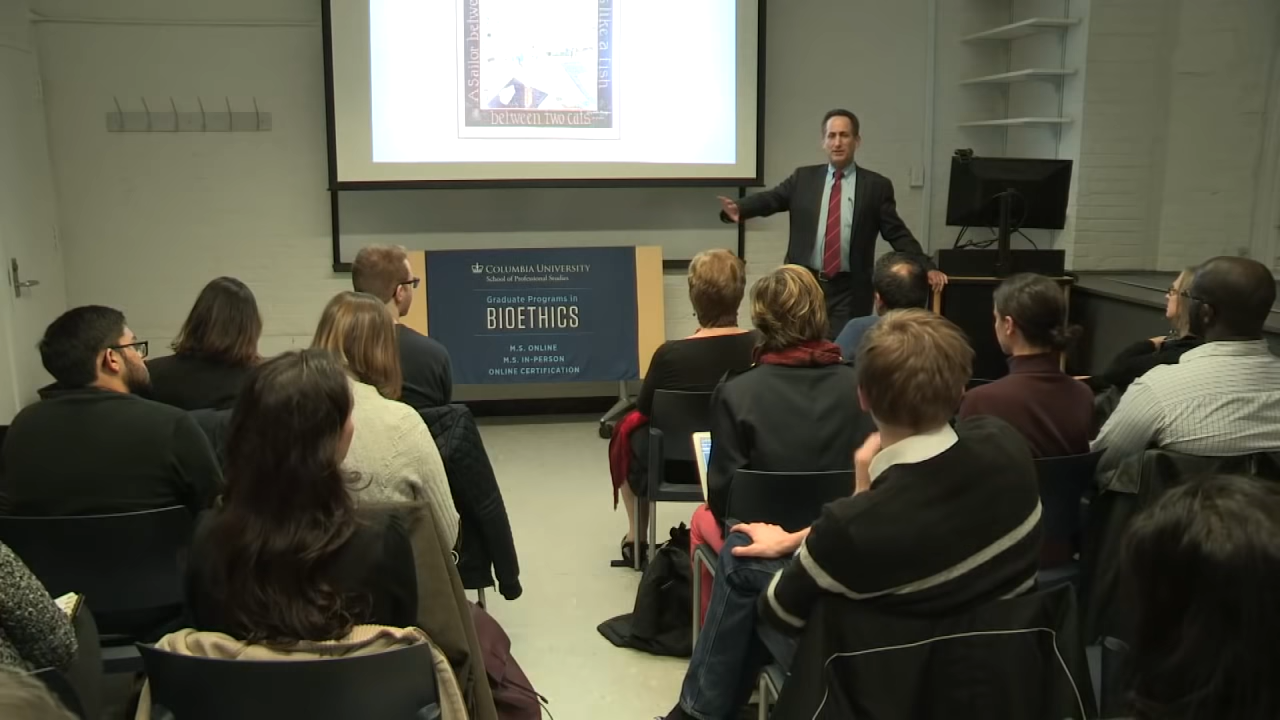 A Sailor betwe
s like a fish
between two cats
COLUMBIA UNIVERSITY
School of Professional Studies
Graduate Programs in
BIOETHICS
M.S. ONLINE
M.S. IN-PERSON
ONLINE CERTIFICATION